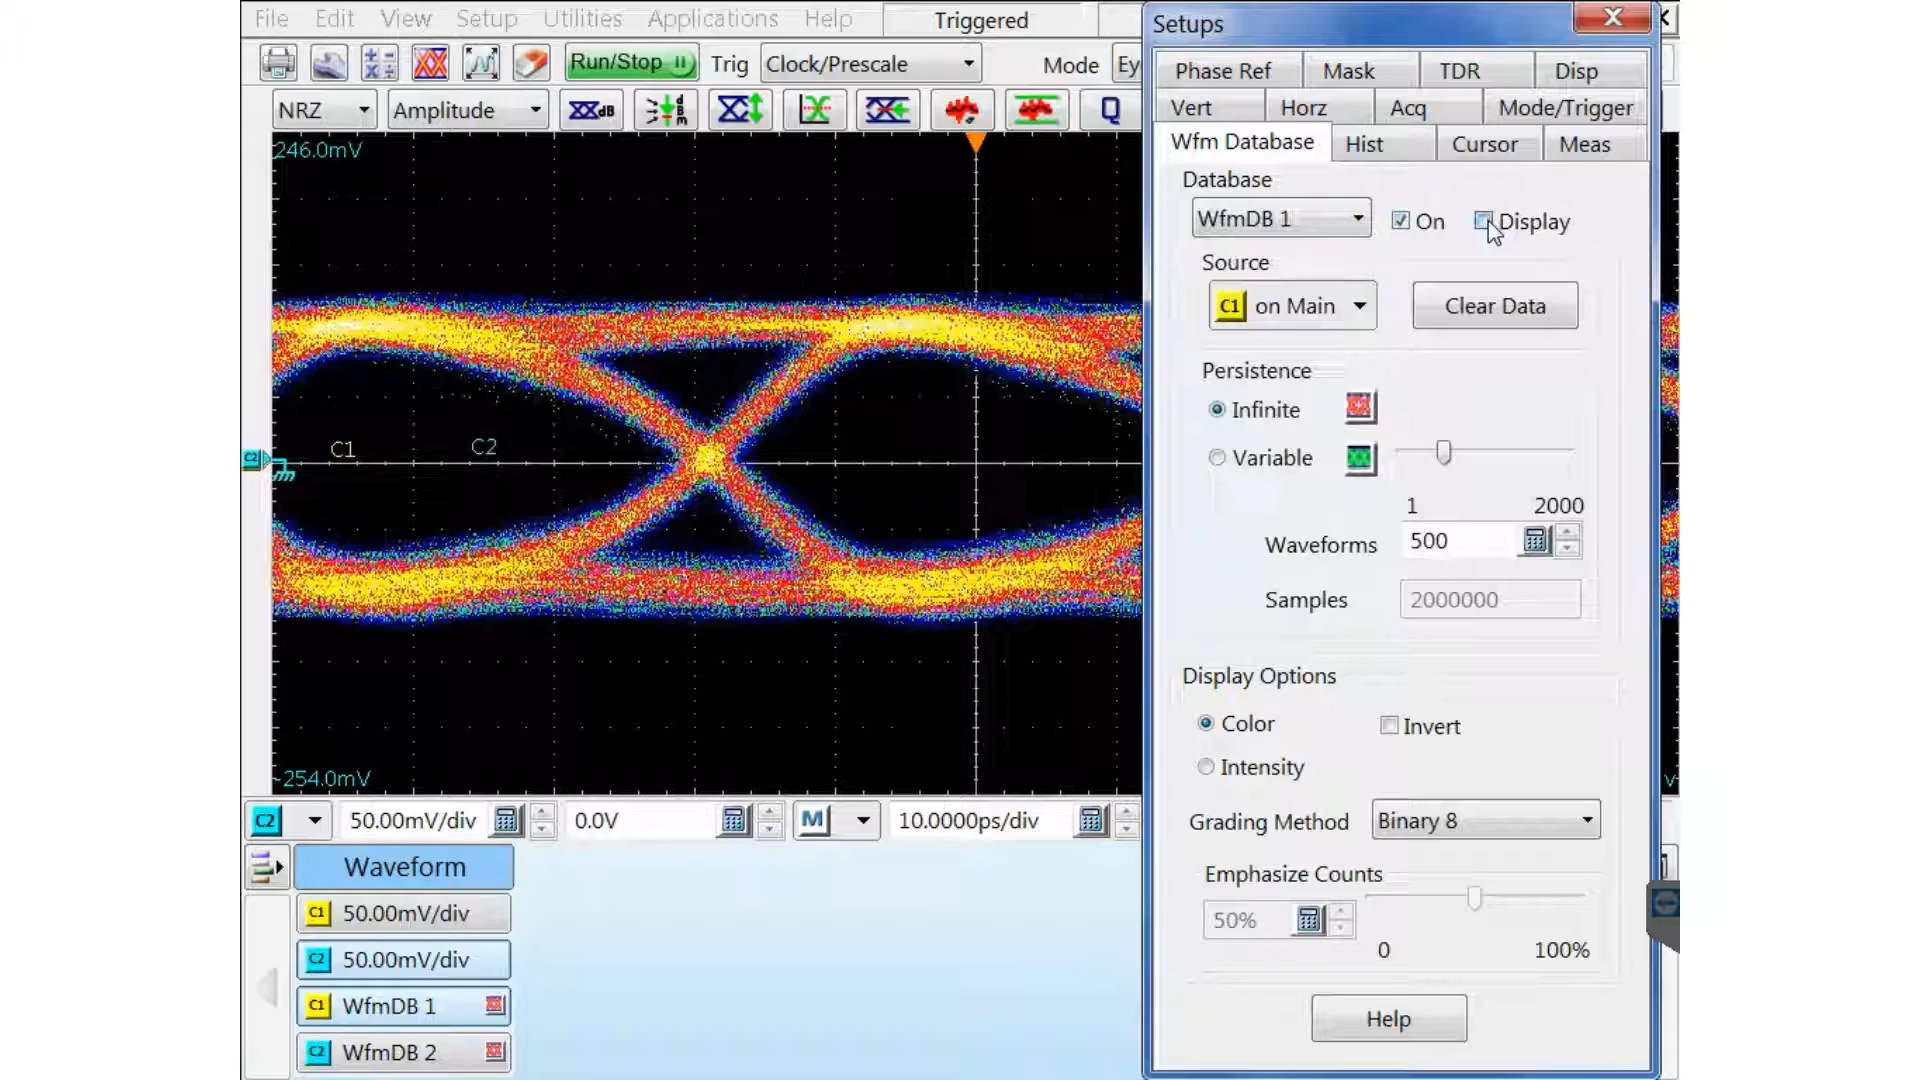 File Edit View Setup Utilities Applications Help Triggered
Run/Stop Trig Clock/Prescale Mode Ey
NRZ Amplitude dB dBm Q
246.0mV
C1 C2
C2
-254.0mV
C2 50.00mV/div 0.0V M 10.0000ps/div
Waveform
C1 50.00mV/div
C2 50.00mV/div
C1 WfmDB 1
C2 WfmDB 2
Setups
Phase Ref Mask TDR Disp
Vert Horz Acq Mode/Trigger
Wfm Database Hist Cursor Meas
Database
WfmDB 1 On Display
Source
C1 on Main Clear Data
Persistence
Infinite
Variable
1 2000
Waveforms 500
Samples 2000000
Display Options
Color Invert
Intensity
Grading Method Binary 8
Emphasize Counts
50%
0 100%
Help